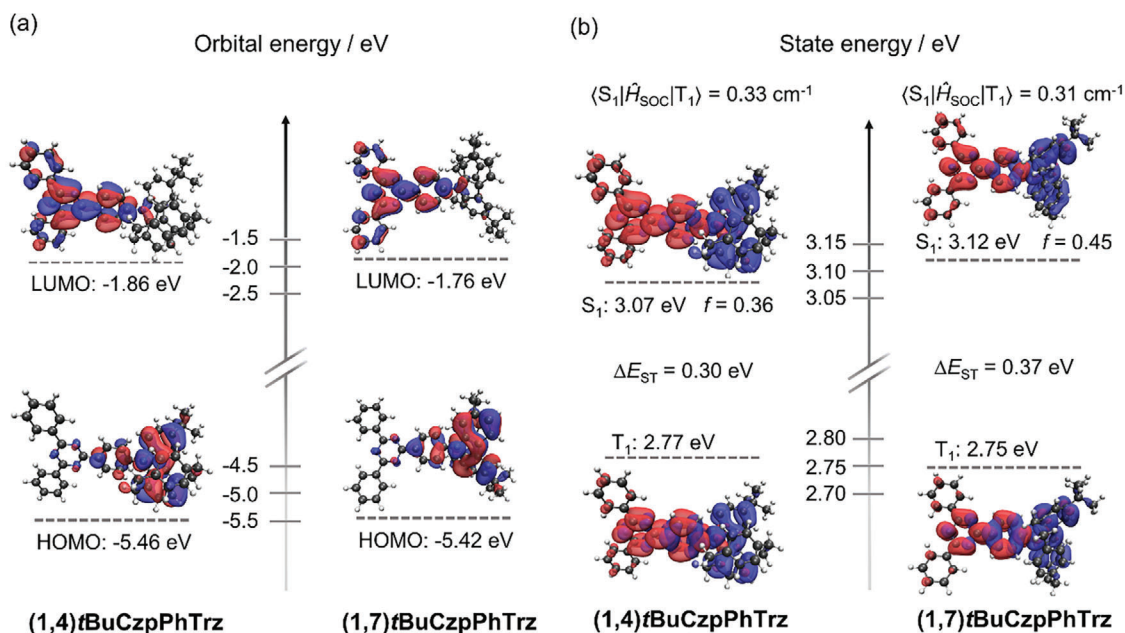 (a)
Orbital energy / eV
-1.5
-2.0
-2.5
LUMO: -1.86 eV
LUMO: -1.76 eV
-4.5
-5.0
-5.5
HOMO: -5.46 eV
HOMO: -5.42 eV
(1,4)tBuCzpPhTrz
(1,7)tBuCzpPhTrz
(b)
State energy / eV
⟨S₁|Ĥ_SOC|T₁⟩ = 0.33 cm⁻¹
⟨S₁|Ĥ_SOC|T₁⟩ = 0.31 cm⁻¹
3.15
3.10
3.05
S₁: 3.07 eV f = 0.36
S₁: 3.12 eV f = 0.45
ΔE_ST = 0.30 eV
ΔE_ST = 0.37 eV
2.80
2.75
2.70
T₁: 2.77 eV
T₁: 2.75 eV
(1,4)tBuCzpPhTrz
(1,7)tBuCzpPhTrz